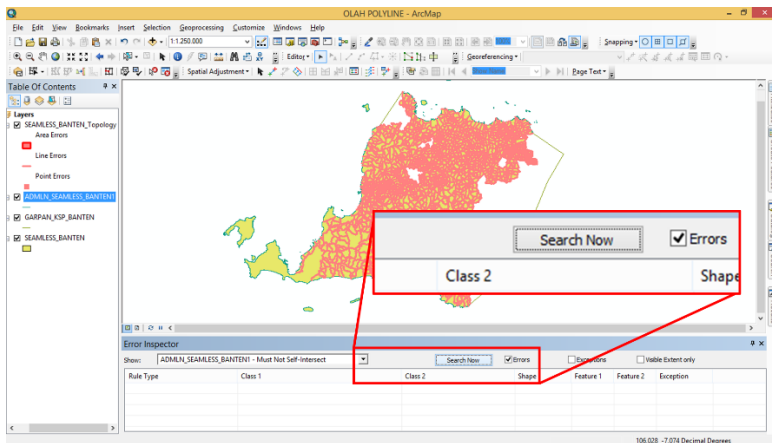 OLAH POLYLINE - ArcMap
File Edit View Bookmarks Insert Selection Geoprocessing Customize Windows Help
1:1.250.000
Snapping
Editor
Georeferencing
Spatial Adjustment
Page Text
Table Of Contents
Layers
SEAMLESS_BANTEN_Topology
Area Errors
Line Errors
Point Errors
ADMLN_SEAMLESS_BANTEN1
GARPAN_KSP_BANTEN
SEAMLESS_BANTEN
Search Now Errors
Class 2 Shape
Error Inspector
Show: ADMLN_SEAMLESS_BANTEN1 - Must Not Self-Intersect Search Now Errors Exceptions Visible Extent only
Rule Type Class 1 Class 2 Shape Feature 1 Feature 2 Exception
106.028 -7.074 Decimal Degrees